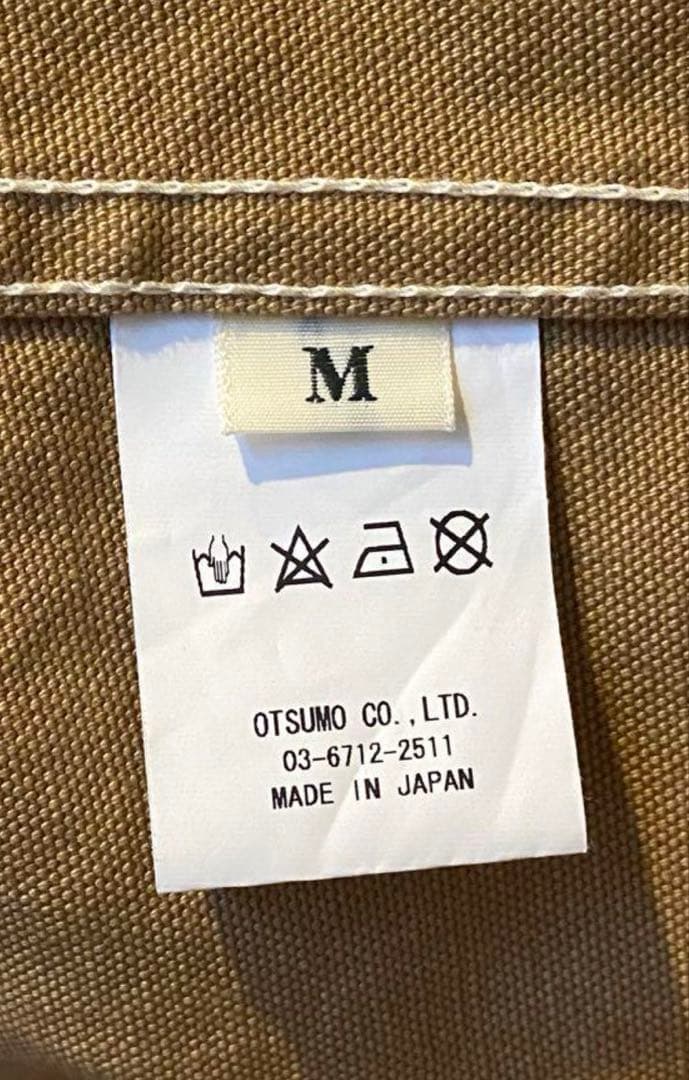 M
OTSUMO CO.,LTD.
03-6712-2511
MADE IN JAPAN